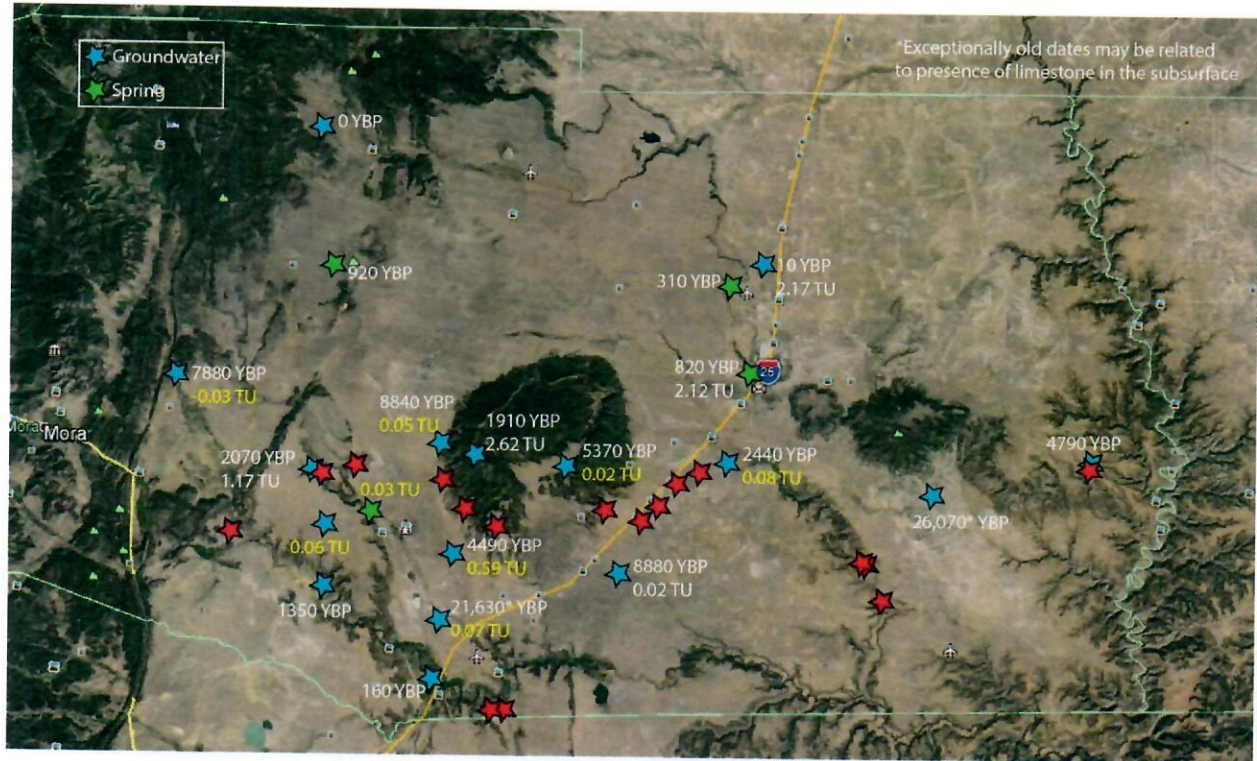 Groundwater
Spring
*Exceptionally old dates may be related
to presence of limestone in the subsurface
0 YBP
920 YBP
310 YBP
10 YBP
2.17 TU
7880 YBP
-0.03 TU
820 YBP
2.12 TU
25
8840 YBP
0.05 TU
1910 YBP
2.62 TU
Mora
Mora
2070 YBP
1.17 TU
5370 YBP
0.02 TU
2440 YBP
0.08 TU
4790 YBP
0.03 TU
26,070* YBP
0.06 TU
4490 YBP
0.59 TU
8880 YBP
0.02 TU
1350 YBP
21,630* YBP
0.07 TU
160 YBP